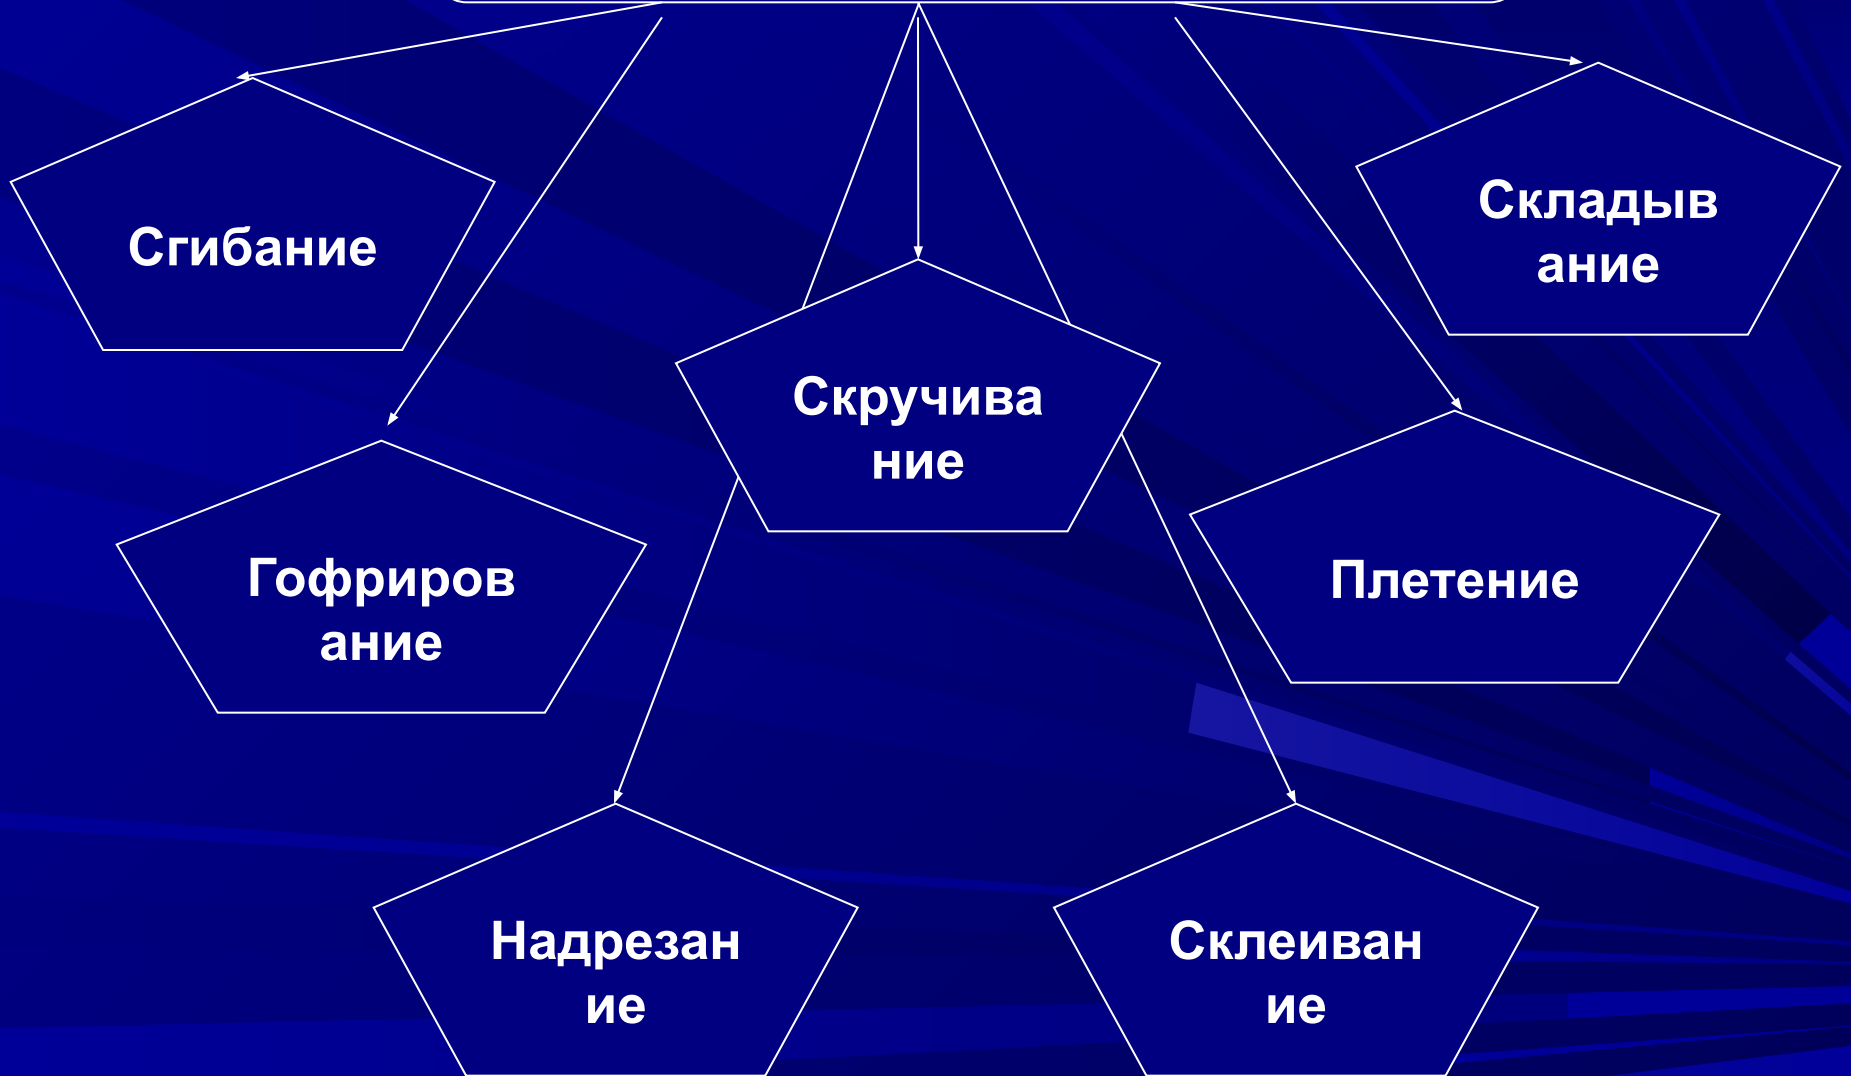 Сгибание
Складыв
ание
Скручива
ние
Гофриров
ание
Плетение
Надрезан
ие
Склеиван
ие